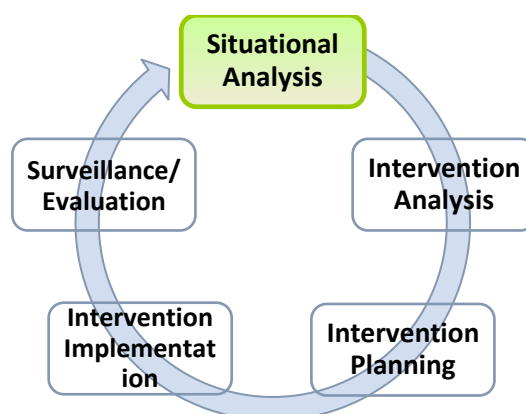 Situational
Analysis
Intervention
Analysis
Intervention
Planning
Intervention
Implementat
ion
Surveillance/
Evaluation